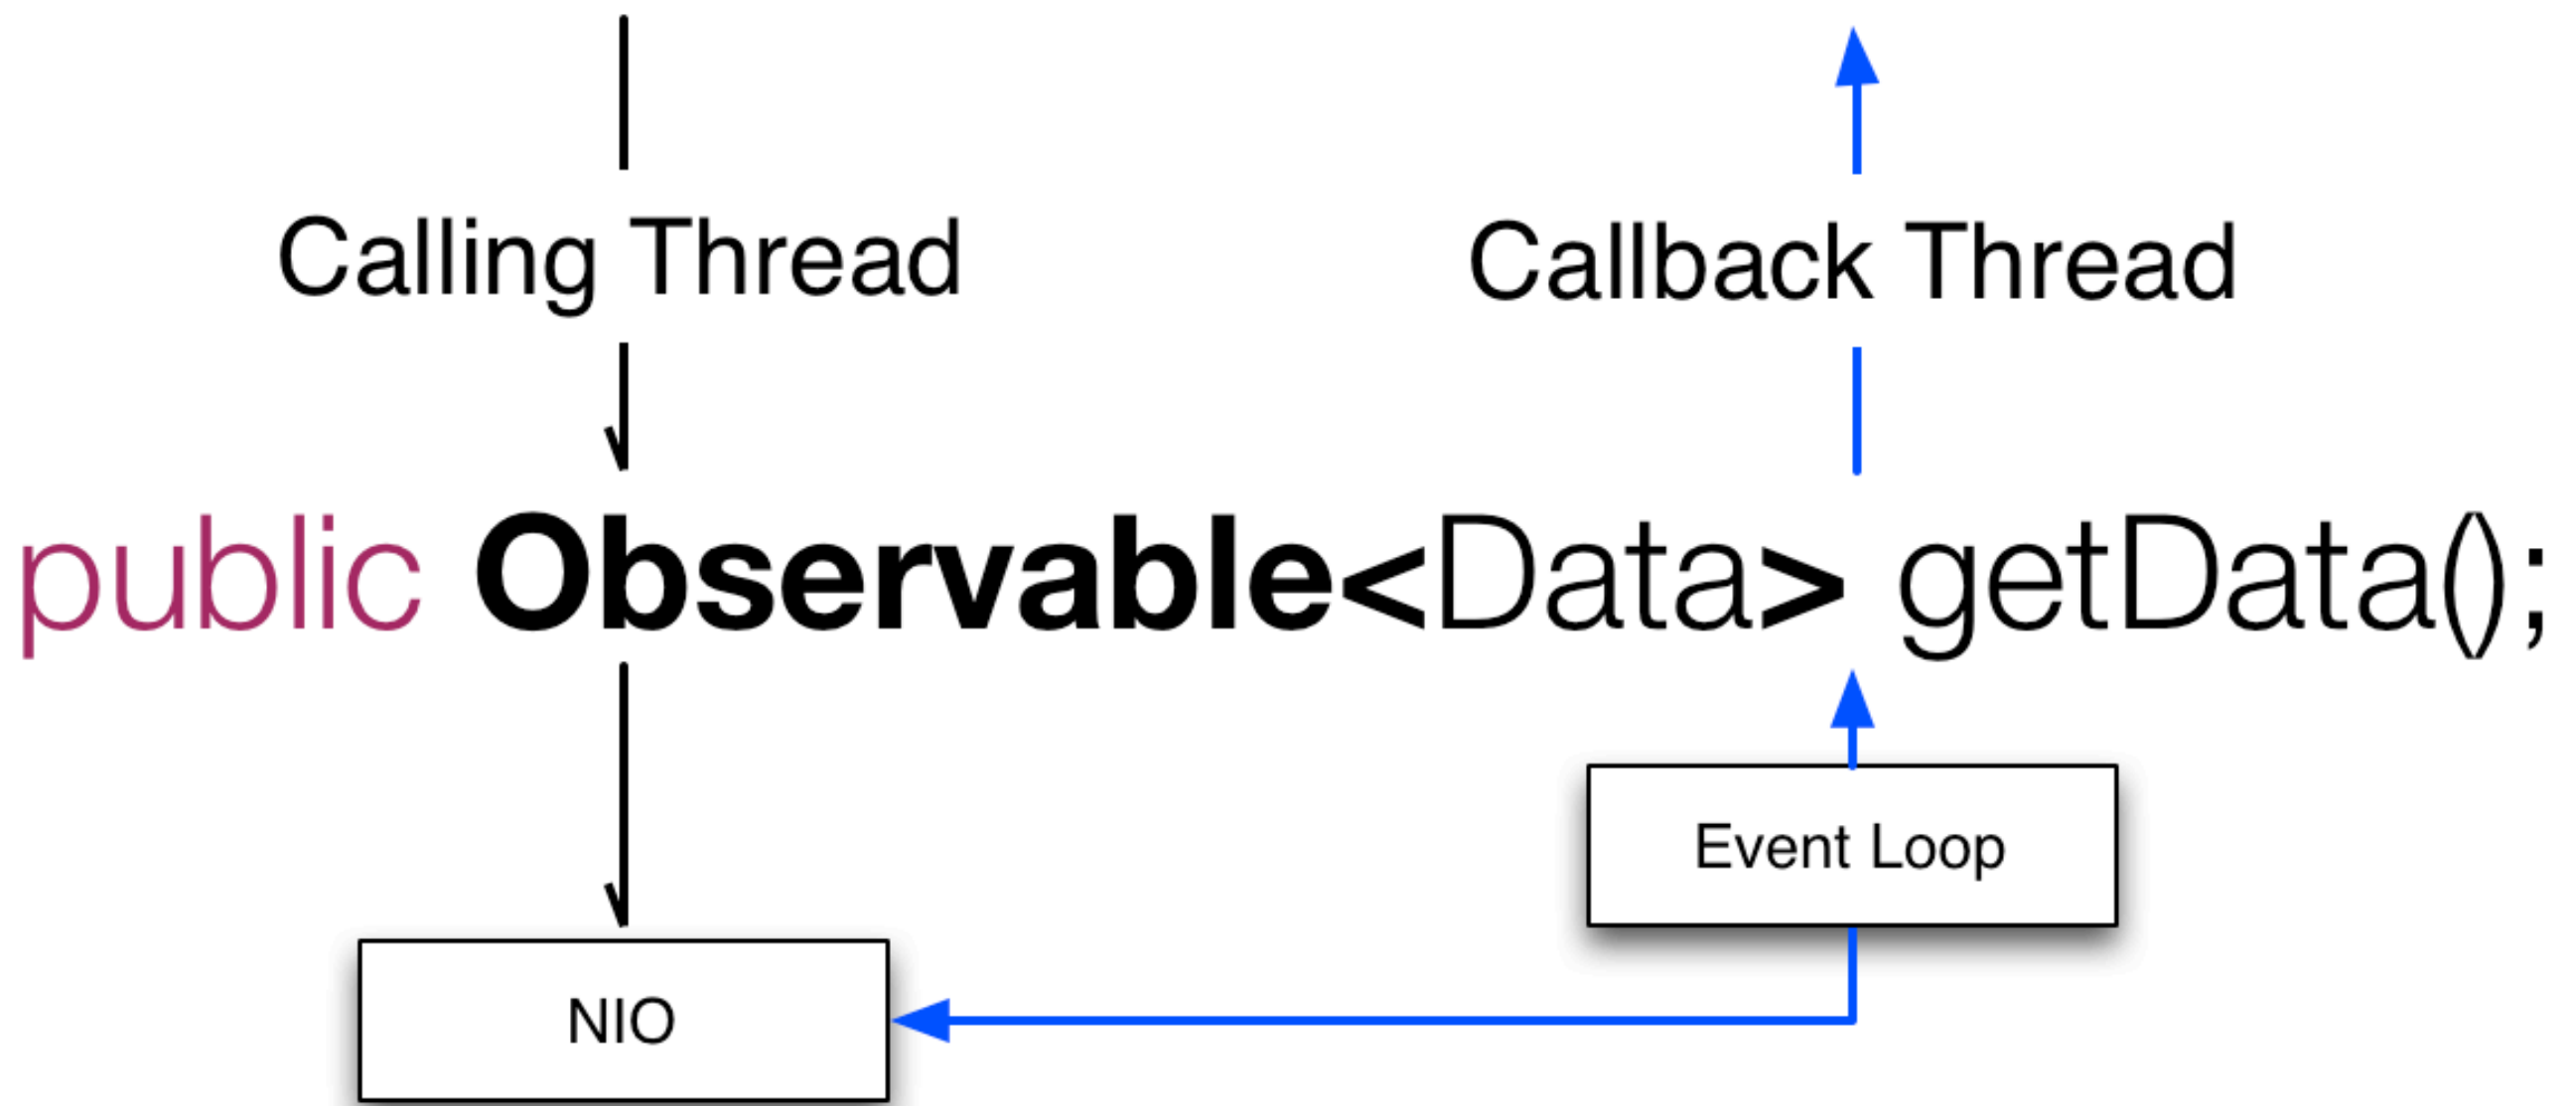 Calling Thread
Callback Thread
public Observable<Data> getData();
Event Loop
NIO